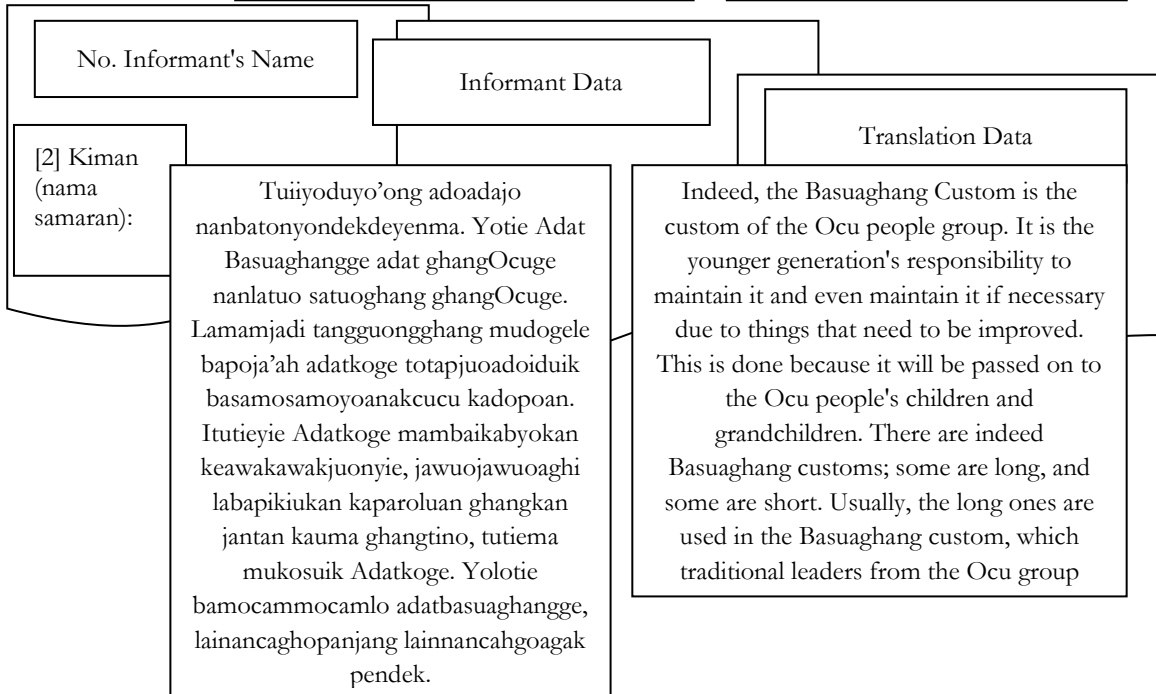 No. Informant's Name
Informant Data
Translation Data
[2] Kiman
(nama
samaran):
Tuiiyoduyo’ong adoadajo
nanbatonyondekdeyenma. Yotie Adat
Basuaghangge adat ghangOcuge
nanlatuo satuoghang ghangOcuge.
Lamamjadi tangguongghang mudogele
bapoja’ah adatkoge totapjuoadoiduik
basamosamoyoanakcucu kadopoan.
Itutieyie Adatkoge mambaikabyokan
keawakawakjuonyie, jawuojawuoaghi
labapikiukan kaparoluan ghangkan
jantan kauma ghangtino, tutiema
mukosuik Adatkoge. Yolotie
bamocammocamlo adatbasuaghangge,
lainancaghopanjang lainnancahgoagak
pendek.
Indeed, the Basuaghang Custom is the
custom of the Ocu people group. It is the
younger generation's responsibility to
maintain it and even maintain it if necessary
due to things that need to be improved.
This is done because it will be passed on to
the Ocu people's children and
grandchildren. There are indeed
Basuaghang customs; some are long, and
some are short. Usually, the long ones are
used in the Basuaghang custom, which
traditional leaders from the Ocu group